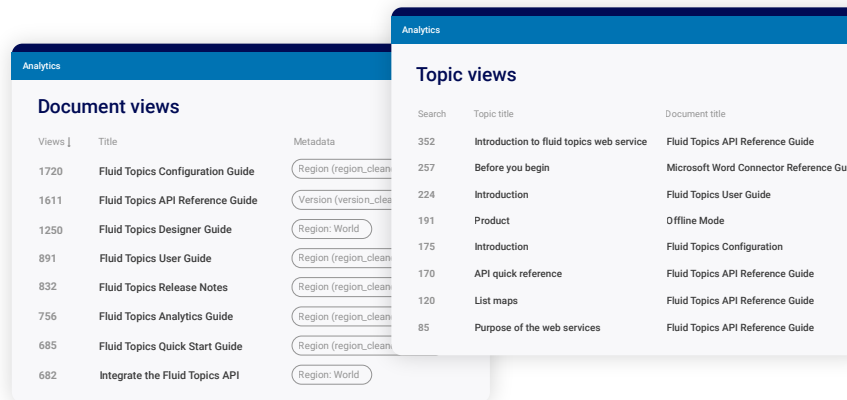 Analytics
Document views
Views ↓ Title Metadata
1720 Fluid Topics Configuration Guide Region (region_clean
1611 Fluid Topics API Reference Guide Version (version_clea
1250 Fluid Topics Designer Guide Region: World
891 Fluid Topics User Guide Region (region_clean
832 Fluid Topics Release Notes Region (region_clean
756 Fluid Topics Analytics Guide Region (region_clean
685 Fluid Topics Quick Start Guide Region (region_clean
682 Integrate the Fluid Topics API Region: World
Analytics
Topic views
Search Topic title Document title
352 Introduction to fluid topics web service Fluid Topics API Reference Guide
257 Before you begin Microsoft Word Connector Reference Gu
224 Introduction Fluid Topics User Guide
191 Product Offline Mode
175 Introduction Fluid Topics Configuration
170 API quick reference Fluid Topics API Reference Guide
120 List maps Fluid Topics API Reference Guide
85 Purpose of the web services Fluid Topics API Reference Guide